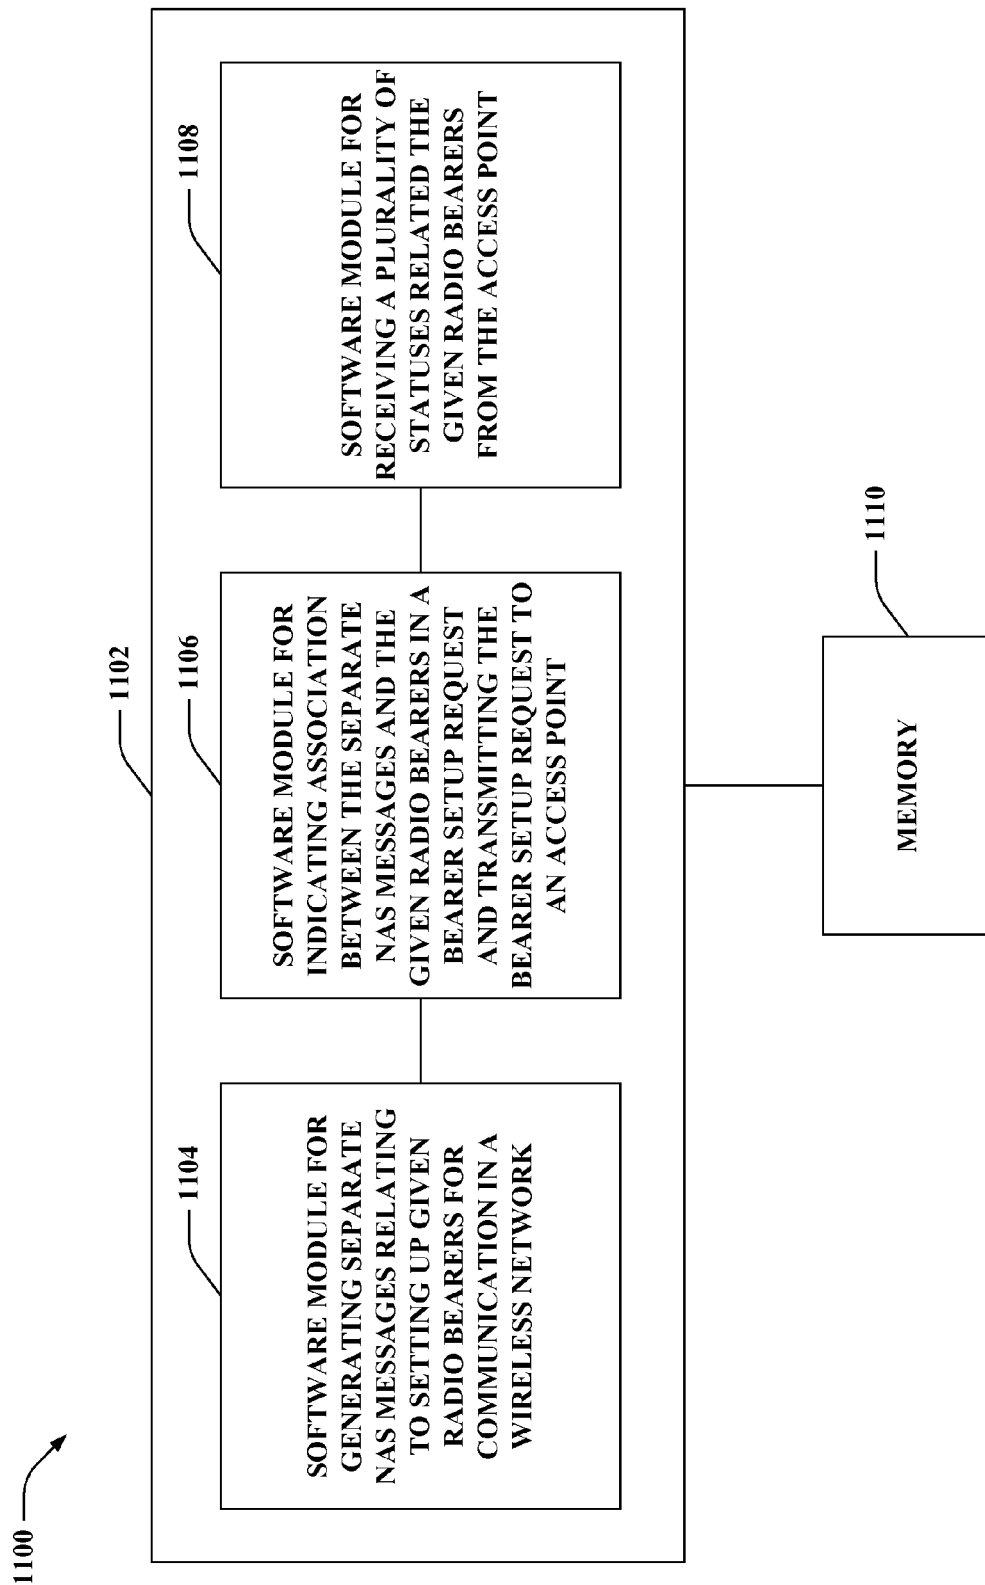 1100
1102
1104
SOFTWARE MODULE FOR
GENERATING SEPARATE
NAS MESSAGES RELATING
TO SETTING UP GIVEN
RADIO BEARERS FOR
COMMUNICATION IN A
WIRELESS NETWORK
1106
SOFTWARE MODULE FOR
INDICATING ASSOCIATION
BETWEEN THE SEPARATE
NAS MESSAGES AND THE
GIVEN RADIO BEARERS IN A
BEARER SETUP REQUEST
AND TRANSMITTING THE
BEARER SETUP REQUEST TO
AN ACCESS POINT
1108
SOFTWARE MODULE FOR
RECEIVING A PLURALITY OF
STATUSES RELATED THE
GIVEN RADIO BEARERS
FROM THE ACCESS POINT
1110
MEMORY